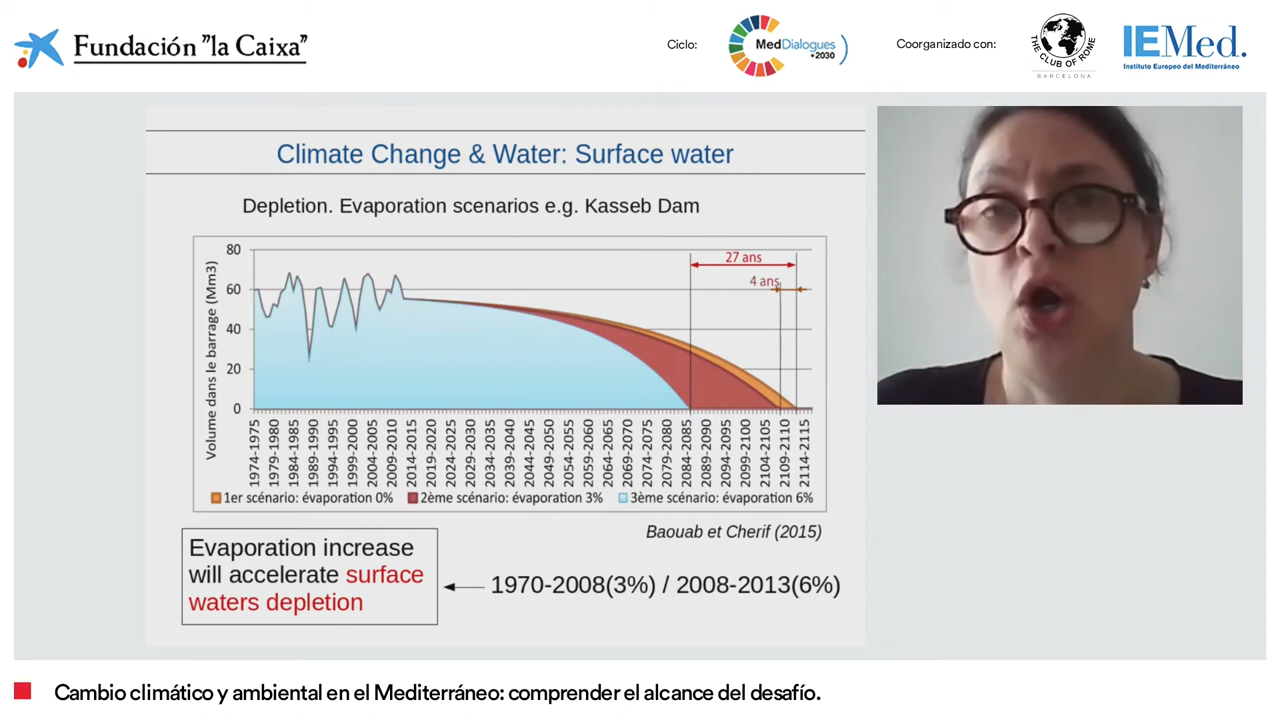 Fundación "la Caixa"
Ciclo:
MedDialogues
+2030
Coorganizado con:
THE CLUB OF ROME
BARCELONA
IEMed.
Instituto Europeo del Mediterráneo
Climate Change & Water: Surface water
Depletion. Evaporation scenarios e.g. Kasseb Dam
Volume dans le barrage (Mm3)
80
60
40
20
0
27 ans
4 ans
1974-1975
1979-1980
1984-1985
1989-1990
1994-1995
1999-2000
2004-2005
2009-2010
2014-2015
2019-2020
2024-2025
2029-2030
2034-2035
2039-2040
2044-2045
2049-2050
2054-2055
2059-2060
2064-2065
2069-2070
2074-2075
2079-2080
2084-2085
2089-2090
2094-2095
2099-2100
2104-2105
2109-2110
2114-2115
1er scénario: évaporation 0%
2ème scénario: évaporation 3%
3ème scénario: évaporation 6%
Baouab et Cherif (2015)
Evaporation increase
will accelerate surface
waters depletion
1970-2008(3%) / 2008-2013(6%)
Cambio climático y ambiental en el Mediterráneo: comprender el alcance del desafío.